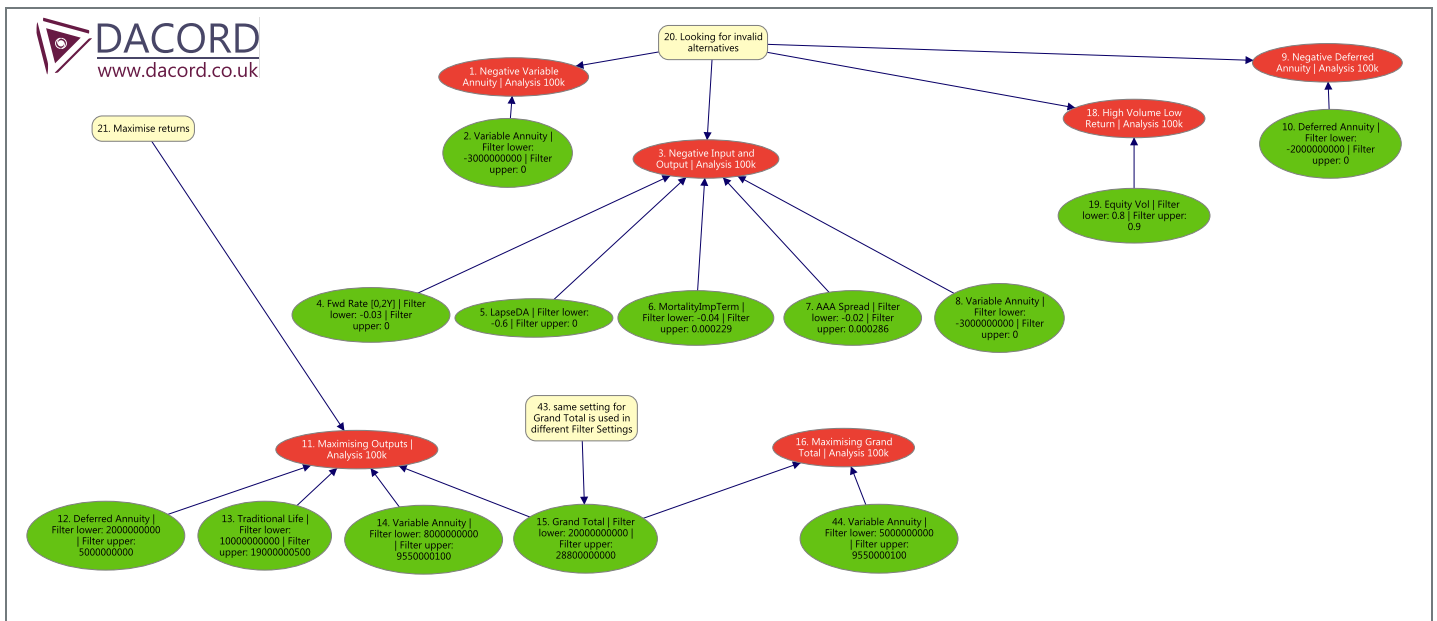 DACORD
www.dacord.co.uk
20. Looking for invalid
alternatives
1. Negative Variable
Annuity | Analysis 100k
9. Negative Deferred
Annuity | Analysis 100k
18. High Volume Low
Return | Analysis 100k
21. Maximise returns
2. Variable Annuity |
Filter lower:
-3000000000 | Filter
upper: 0
3. Negative Input and
Output | Analysis 100k
10. Deferred Annuity |
Filter lower:
-2000000000 | Filter
upper: 0
19. Equity Vol | Filter
lower: 0.8 | Filter upper:
0.9
4. Fwd Rate [0,2Y] | Filter
lower: -0.03 | Filter
upper: 0
5. LapseDA | Filter lower:
-0.6 | Filter upper: 0
6. MortalityImpTerm |
Filter lower: -0.04 | Filter
upper: 0.000229
7. AAA Spread | Filter
lower: -0.02 | Filter
upper: 0.000286
8. Variable Annuity |
Filter lower:
-3000000000 | Filter
upper: 0
43. same setting for
Grand Total is used in
different Filter Settings
11. Maximising Outputs |
Analysis 100k
16. Maximising Grand
Total | Analysis 100k
12. Deferred Annuity |
Filter lower: 2000000000
| Filter upper:
5000000000
13. Traditional Life |
Filter lower:
10000000000 | Filter
upper: 19000000500
14. Variable Annuity |
Filter lower: 8000000000
| Filter upper:
9550000100
15. Grand Total | Filter
lower: 20000000000 |
Filter upper:
28800000000
44. Variable Annuity |
Filter lower: 5000000000
| Filter upper:
9550000100